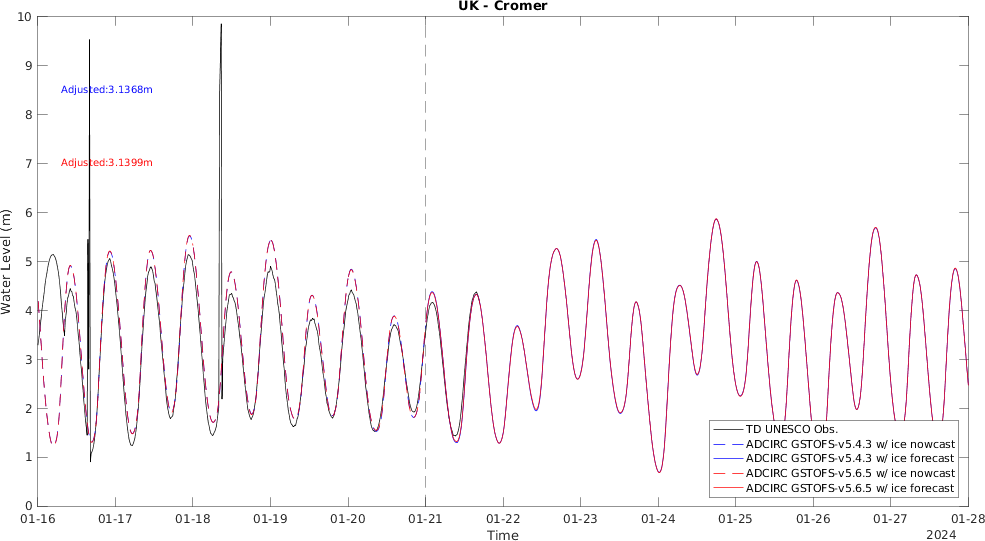 UK - Cromer
10
9
8
7
6
5
4
3
2
1
0
Water Level (m)
Adjusted:3.1368m
Adjusted:3.1399m
TD UNESCO Obs.
ADCIRC GSTOFS-v5.4.3 w/ ice nowcast
ADCIRC GSTOFS-v5.4.3 w/ ice forecast
ADCIRC GSTOFS-v5.6.5 w/ ice nowcast
ADCIRC GSTOFS-v5.6.5 w/ ice forecast
01-16 01-17 01-18 01-19 01-20 01-21 01-22 01-23 01-24 01-25 01-26 01-27 01-28
Time
2024